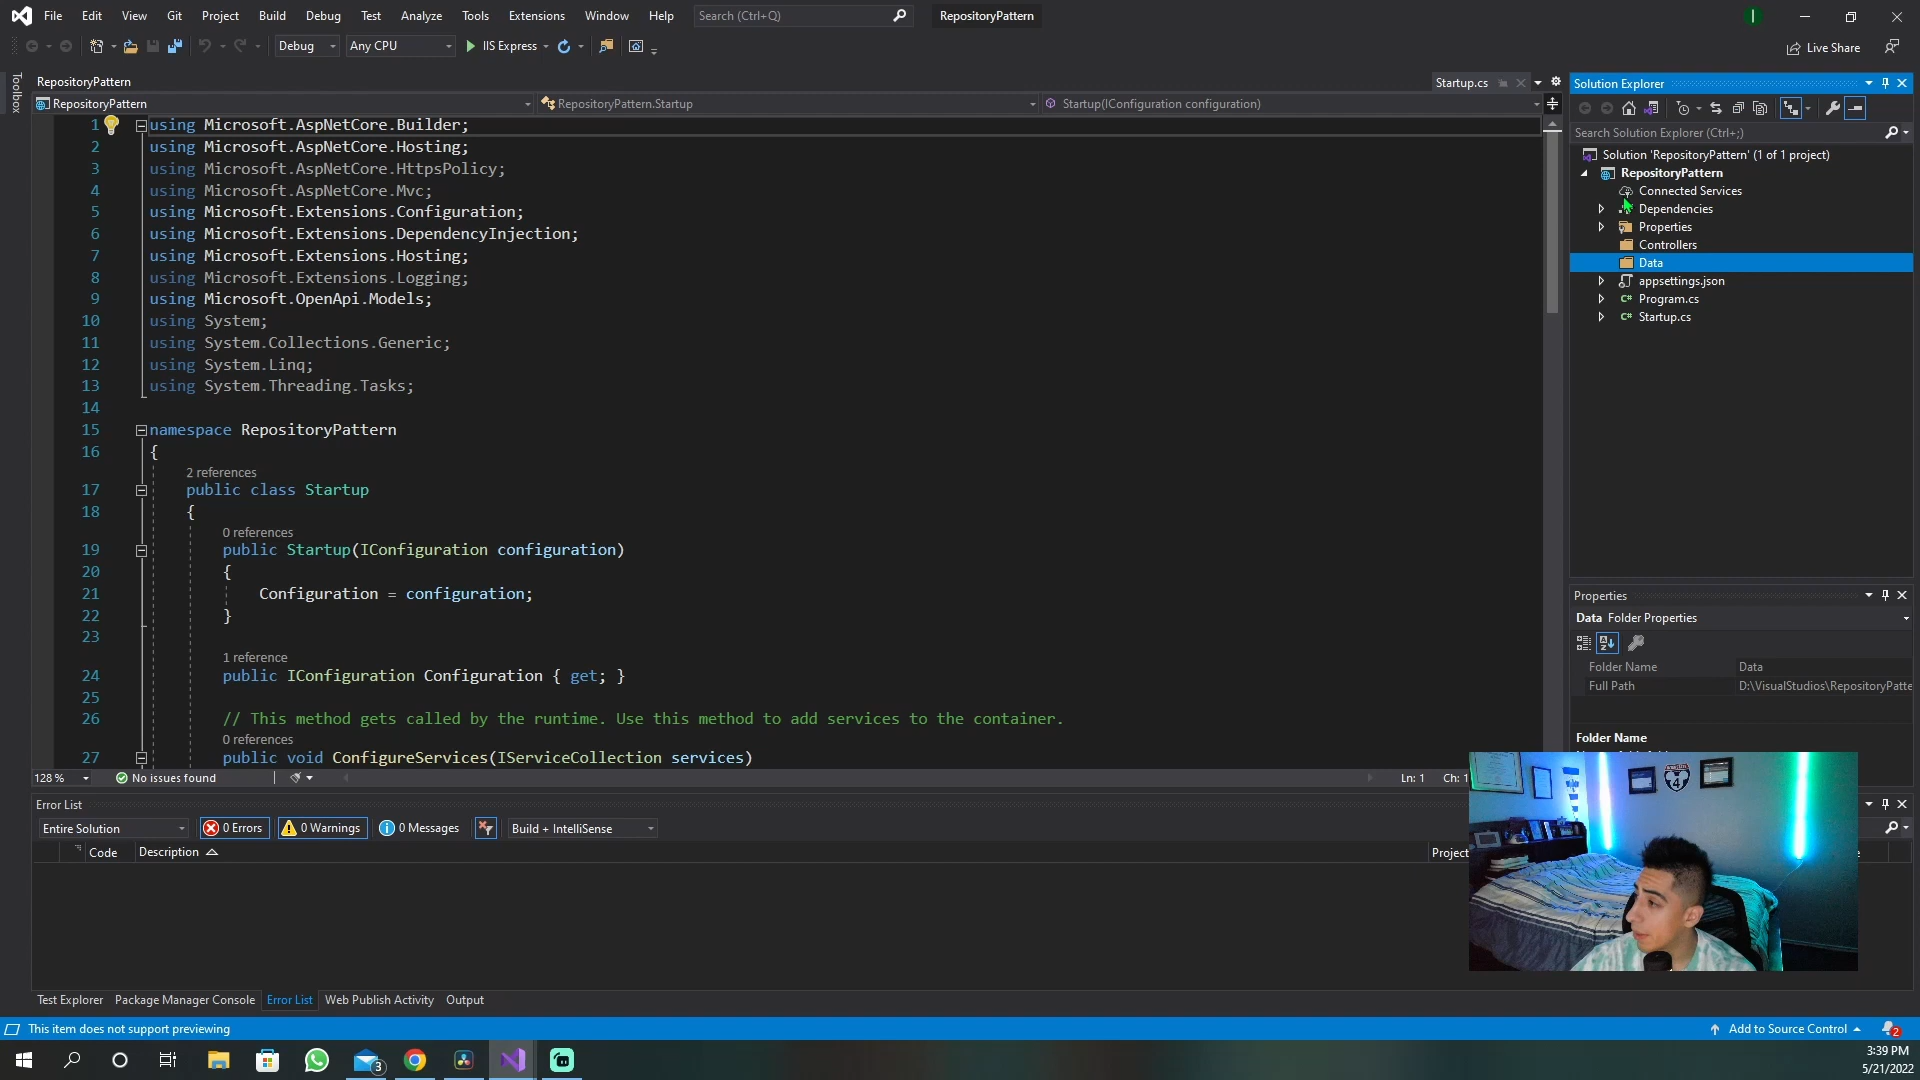 File Edit View Git Project Build Debug Test Analyze Tools Extensions Window Help Search (Ctrl+Q) RepositoryPattern
Debug Any CPU IIS Express Live Share
Toolbox
RepositoryPattern Startup.cs
RepositoryPattern RepositoryPattern.Startup Startup(IConfiguration configuration)
1 using Microsoft.AspNetCore.Builder;
2 using Microsoft.AspNetCore.Hosting;
3 using Microsoft.AspNetCore.HttpsPolicy;
4 using Microsoft.AspNetCore.Mvc;
5 using Microsoft.Extensions.Configuration;
6 using Microsoft.Extensions.DependencyInjection;
7 using Microsoft.Extensions.Hosting;
8 using Microsoft.Extensions.Logging;
9 using Microsoft.OpenApi.Models;
10 using System;
11 using System.Collections.Generic;
12 using System.Linq;
13 using System.Threading.Tasks;
14
15 namespace RepositoryPattern
16 {
2 references
17 public class Startup
18 {
0 references
19 public Startup(IConfiguration configuration)
20 {
21 Configuration = configuration;
22 }
23
1 reference
24 public IConfiguration Configuration { get; }
25
26 // This method gets called by the runtime. Use this method to add services to the container.
0 references
27 public void ConfigureServices(IServiceCollection services)
128 % No issues found Ln: 1 Ch: 1
Solution Explorer
Search Solution Explorer (Ctrl+;)
Solution 'RepositoryPattern' (1 of 1 project)
RepositoryPattern
Connected Services
Dependencies
Properties
Controllers
Data
appsettings.json
Program.cs
Startup.cs
Properties
Data Folder Properties
Folder Name Data
Full Path D:\VisualStudios\RepositoryPatte
Folder Name
Error List
Entire Solution 0 Errors 0 Warnings 0 Messages Build + IntelliSense
Code Description Project
Test Explorer Package Manager Console Error List Web Publish Activity Output
This item does not support previewing Add to Source Control 2
3
3:39 PM
5/21/2022